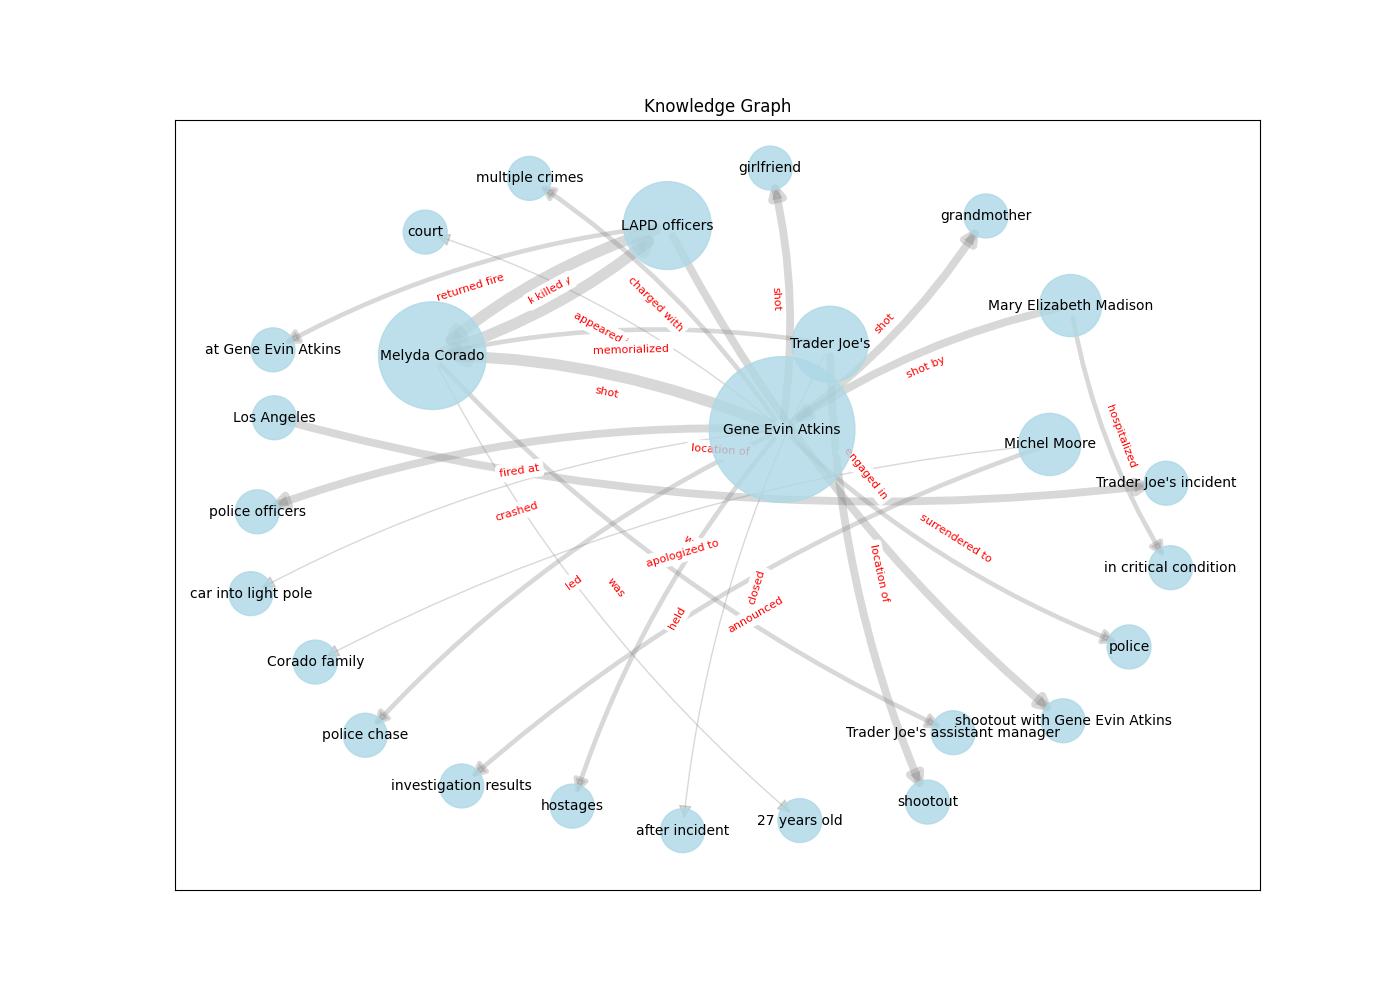 Knowledge Graph
girlfriend
multiple crimes
grandmother
LAPD officers
court
returned fire
killed
charged with
shot
shot
Mary Elizabeth Madison
appeared
Trader Joe's
at Gene Evin Atkins
Melyda Corado
memorialized
shot by
shot
Los Angeles
Gene Evin Atkins
hospitalized
Michel Moore
location of
engaged in
fired at
Trader Joe's incident
police officers
crashed
surrendered to
apologized to
in critical condition
location of
car into light pole
led
was
closed
held
announced
police
Corado family
police chase
shootout with Gene Evin Atkins
Trader Joe's assistant manager
investigation results
hostages
shootout
27 years old
after incident